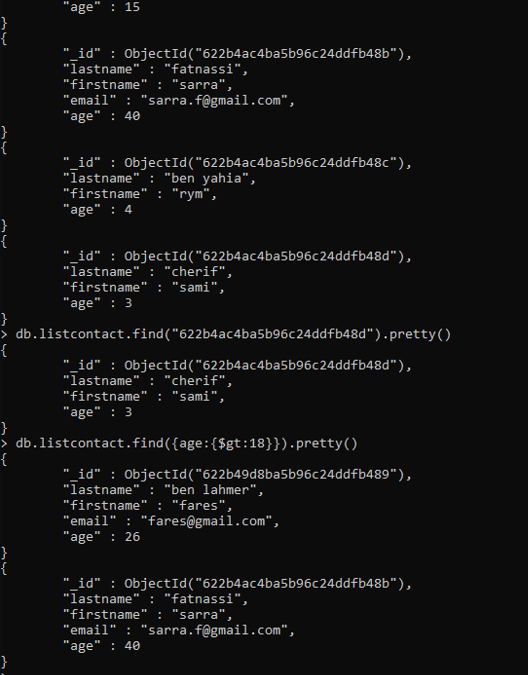 "age" : 15
}
{
"_id" : ObjectId("622b4ac4ba5b96c24ddfb48b"),
"lastname" : "fatnassi",
"firstname" : "sarra",
"email" : "sarra.f@gmail.com",
"age" : 40
}
{
"_id" : ObjectId("622b4ac4ba5b96c24ddfb48c"),
"lastname" : "ben yahia",
"firstname" : "rym",
"age" : 4
}
{
"_id" : ObjectId("622b4ac4ba5b96c24ddfb48d"),
"lastname" : "cherif",
"firstname" : "sami",
"age" : 3
}
> db.listcontact.find("622b4ac4ba5b96c24ddfb48d").pretty()
{
"_id" : ObjectId("622b4ac4ba5b96c24ddfb48d"),
"lastname" : "cherif",
"firstname" : "sami",
"age" : 3
}
> db.listcontact.find({age:{$gt:18}}).pretty()
{
"_id" : ObjectId("622b49d8ba5b96c24ddfb489"),
"lastname" : "ben lahmer",
"firstname" : "fares",
"email" : "fares@gmail.com",
"age" : 26
}
{
"_id" : ObjectId("622b4ac4ba5b96c24ddfb48b"),
"lastname" : "fatnassi",
"firstname" : "sarra",
"email" : "sarra.f@gmail.com",
"age" : 40
}